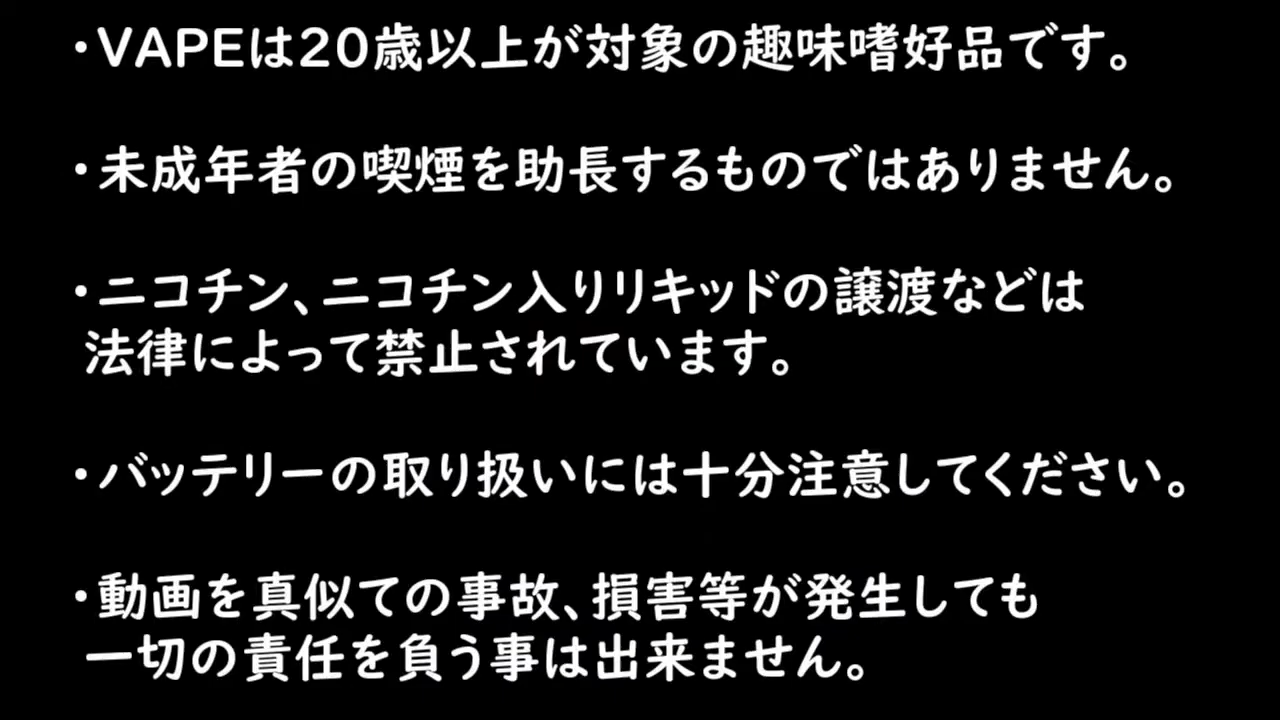 ・VAPEは20歳以上が対象の趣味嗜好品です。
・未成年者の喫煙を助長するものではありません。
・ニコチン、ニコチン入りリキッドの譲渡などは
法律によって禁止されています。
・バッテリーの取り扱いには十分注意してください。
・動画を真似ての事故、損害等が発生しても
一切の責任を負う事は出来ません。